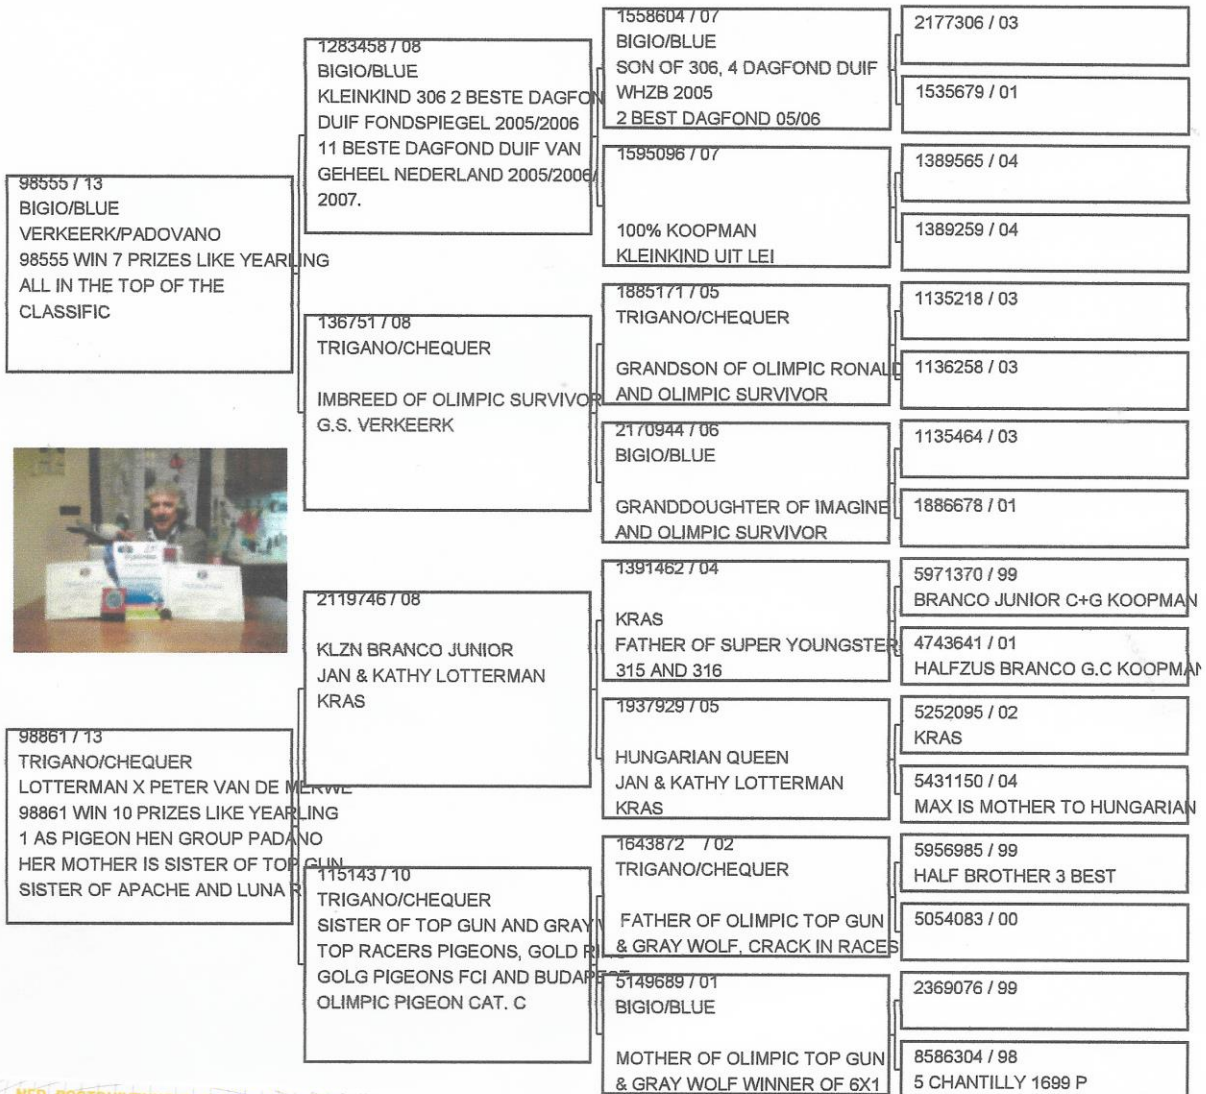 98555 / 13
BIGIO/BLUE
VERKEERK/PADOVANO
98555 WIN 7 PRIZES LIKE YEARLING
ALL IN THE TOP OF THE
CLASSIFIC
98861 / 13
TRIGANO/CHEQUER
LOTTERMAN X PETER VAN DE MERWE
98861 WIN 10 PRIZES LIKE YEARLING
1 AS PIGEON HEN GROUP PADANO
HER MOTHER IS SISTER OF TOP GUN
SISTER OF APACHE AND LUNA R
1283458 / 08
BIGIO/BLUE
KLEINKIND 306 2 BESTE DAGFON
DUIF FONDSPIEGEL 2005/2006
11 BESTE DAGFOND DUIF VAN
GEHEEL NEDERLAND 2005/2006/
2007.
136751 / 08
TRIGANO/CHEQUER
IMBREED OF OLIMPIC SURVIVOR
G.S. VERKEERK
2119746 / 08
KLZN BRANCO JUNIOR
JAN & KATHY LOTTERMAN
KRAS
115143 / 10
TRIGANO/CHEQUER
SISTER OF TOP GUN AND GRAY
TOP RACERS PIGEONS, GOLD
GOLG PIGEONS FCI AND BUDAPEST
OLIMPIC PIGEON CAT. C
1558604 / 07
BIGIO/BLUE
SON OF 306, 4 DAGFOND DUIF
WHZB 2005
2 BEST DAGFOND 05/06
1595096 / 07
100% KOOPMAN
KLEINKIND UIT LEI
1885171 / 05
TRIGANO/CHEQUER
GRANDSON OF OLIMPIC RONALD
AND OLIMPIC SURVIVOR
2170944 / 06
BIGIO/BLUE
GRANDDOUGHTER OF IMAGINE
AND OLIMPIC SURVIVOR
1391462 / 04
KRAS
FATHER OF SUPER YOUNGSTER
315 AND 316
1937929 / 05
HUNGARIAN QUEEN
JAN & KATHY LOTTERMAN
KRAS
1643872 / 02
TRIGANO/CHEQUER
FATHER OF OLIMPIC TOP GUN
& GRAY WOLF, CRACK IN RACES
5149689 / 01
BIGIO/BLUE
MOTHER OF OLIMPIC TOP GUN
& GRAY WOLF WINNER OF 6X1
2177306 / 03
1535679 / 01
1389565 / 04
1389259 / 04
1135218 / 03
1136258 / 03
1135464 / 03
1886678 / 01
5971370 / 99
BRANCO JUNIOR C+G KOOPMAN
4743641 / 01
HALFZUS BRANCO G.C KOOPMAN
5252095 / 02
KRAS
5431150 / 04
MAX IS MOTHER TO HUNGARIAN
5956985 / 99
HALF BROTHER 3 BEST
5054083 / 00
2369076 / 99
8586304 / 98
5 CHANTILLY 1699 P